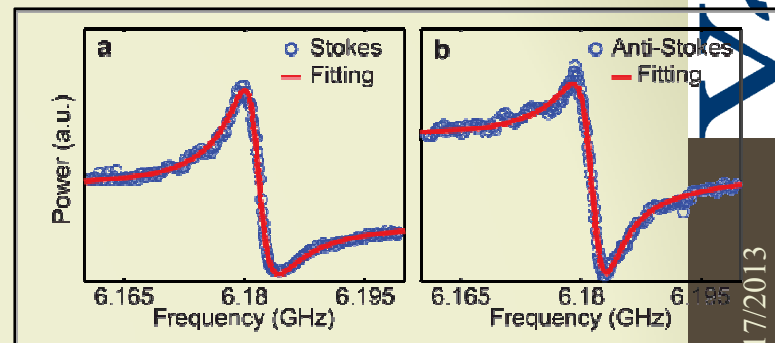 a
Stokes
Fitting
b
Anti-Stokes
Fitting
Power (a.u.)
6.165 6.18 6.195
Frequency (GHz)
6.165 6.18 6.195
Frequency (GHz)
17/2013